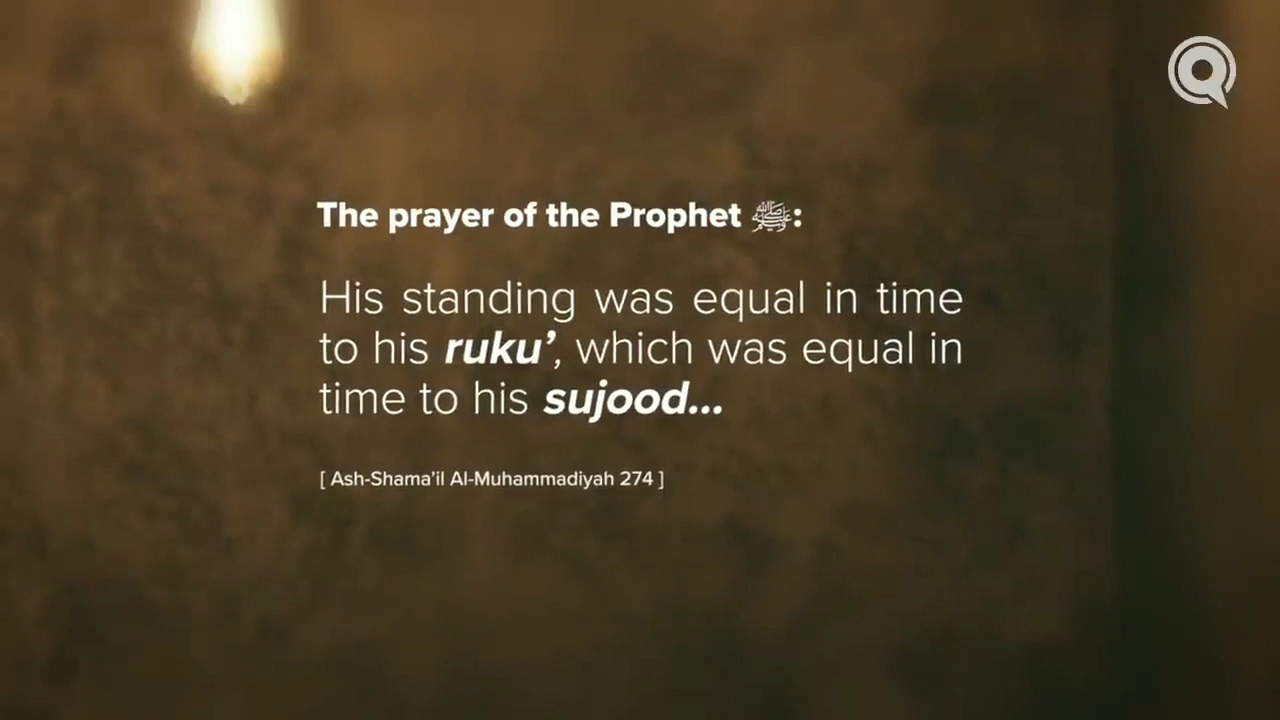 The prayer of the Prophet ﷺ:
His standing was equal in time
to his ruku’, which was equal in
time to his sujood...
[ Ash-Shama’il Al-Muhammadiyah 274 ]